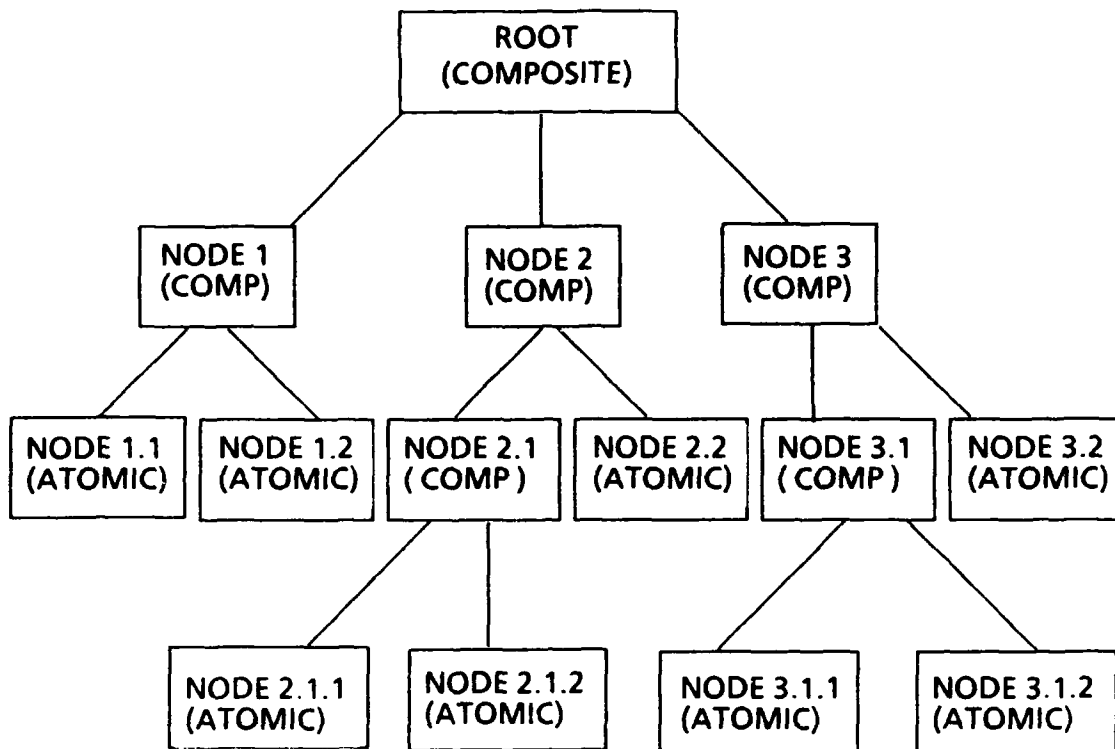 ROOT
(COMPOSITE)
NODE 1
(COMP)
NODE 2
(COMP)
NODE 3
(COMP)
NODE 1.1
(ATOMIC)
NODE 1.2
(ATOMIC)
NODE 2.1
( COMP )
NODE 2.2
(ATOMIC)
NODE 3.1
( COMP )
NODE 3.2
(ATOMIC)
NODE 2.1.1
(ATOMIC)
NODE 2.1.2
(ATOMIC)
NODE 3.1.1
(ATOMIC)
NODE 3.1.2
(ATOMIC)